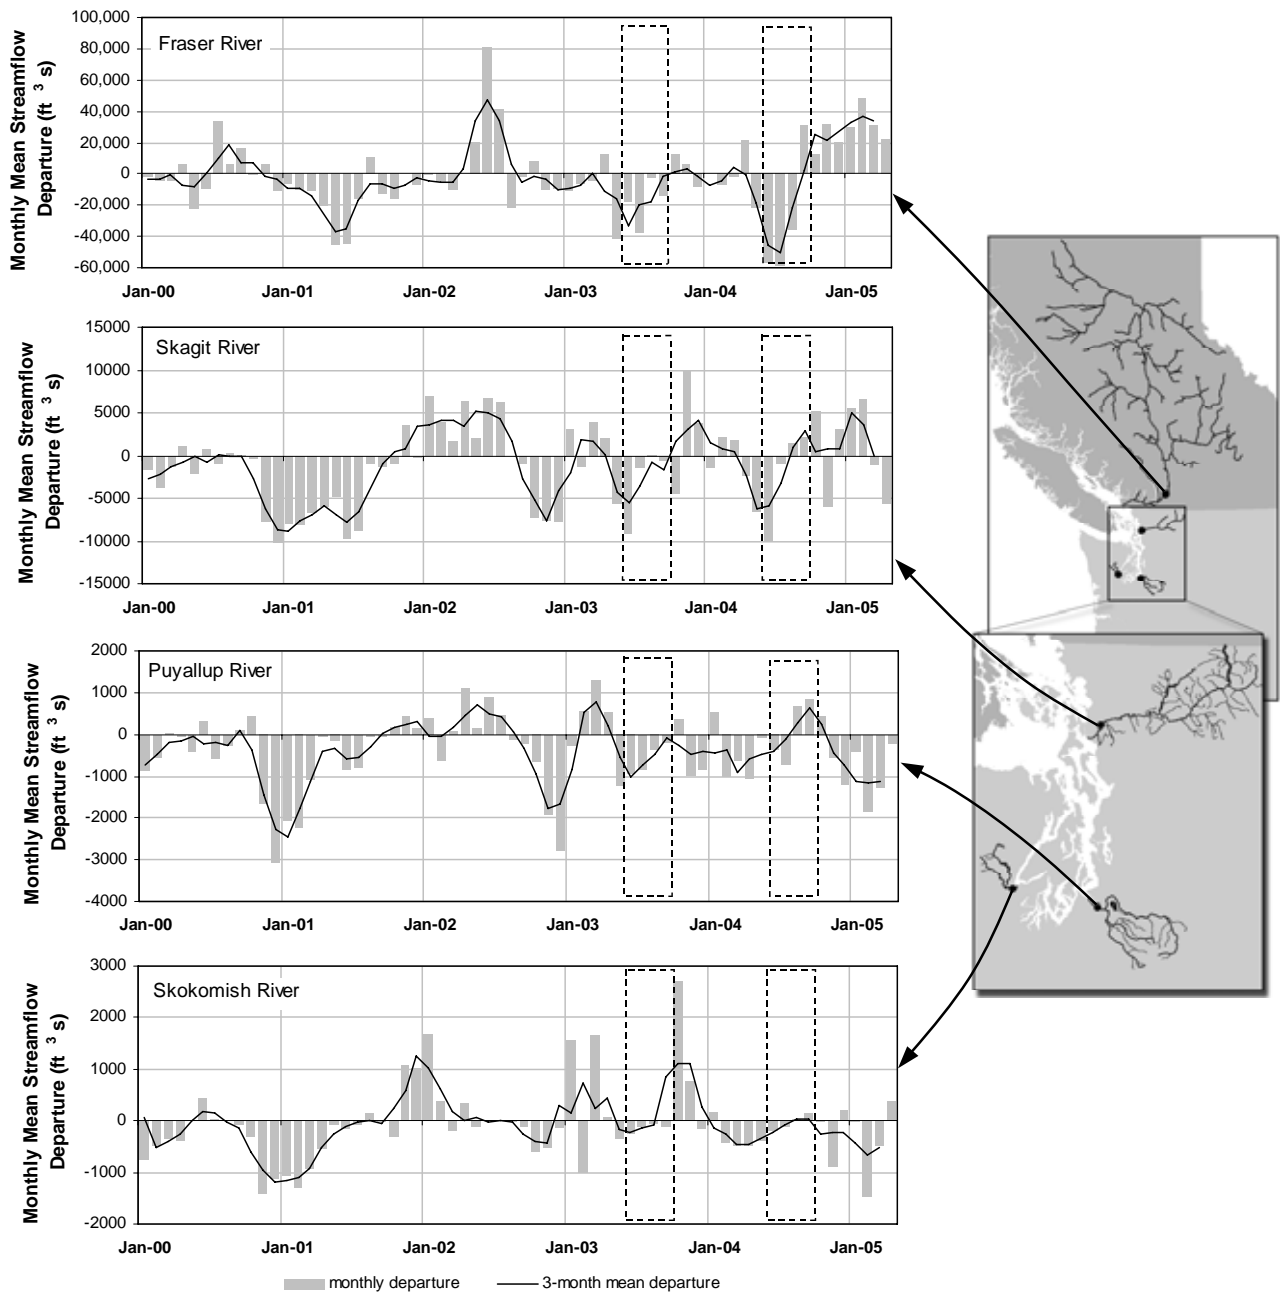 Fraser River
Monthly Mean Streamflow
Departure (ft 3 s)
100,000
80,000
60,000
40,000
20,000
0
-20,000
-40,000
-60,000
Jan-00 Jan-01 Jan-02 Jan-03 Jan-04 Jan-05
Skagit River
Monthly Mean Streamflow
Departure (ft 3 s)
15000
10000
5000
0
-5000
-10000
-15000
Jan-00 Jan-01 Jan-02 Jan-03 Jan-04 Jan-05
Puyallup River
Monthly Mean Streamflow
Departure (ft 3 s)
2000
1000
0
-1000
-2000
-3000
-4000
Jan-00 Jan-01 Jan-02 Jan-03 Jan-04 Jan-05
Skokomish River
Monthly Mean Streamflow
Departure (ft 3 s)
3000
2000
1000
0
-1000
-2000
Jan-00 Jan-01 Jan-02 Jan-03 Jan-04 Jan-05
monthly departure 3-month mean departure